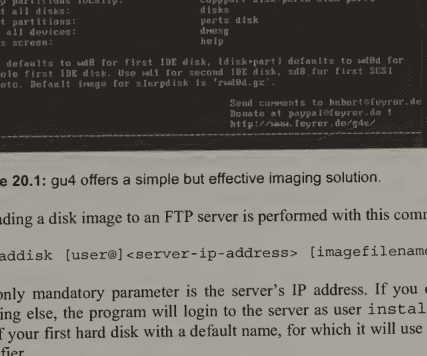 partitions locally:
t all disks: disks
t partitions: parts disk
all devices: dmesg
s screen: help
defaults to wd0 for first IDE disk, [disk+part] defaults to wd0d for
ole first IDE disk. Use wd1 for second IDE disk, sd0 for first SCSI
etc. Default image for slurpdisk is 'rwd0d.gz'.
Send comments to hubert@feyrer.de
Donate at paypal@feyrer.de !
http://www.feyrer.de/g4u/
e 20.1: gu4 offers a simple but effective imaging solution.
ading a disk image to an FTP server is performed with this comm
addisk [user@]<server-ip-address> [imagefilename
only mandatory parameter is the server's IP address. If you
ing else, the program will login to the server as user instal
f your first hard disk with a default name, for which it will use
fier